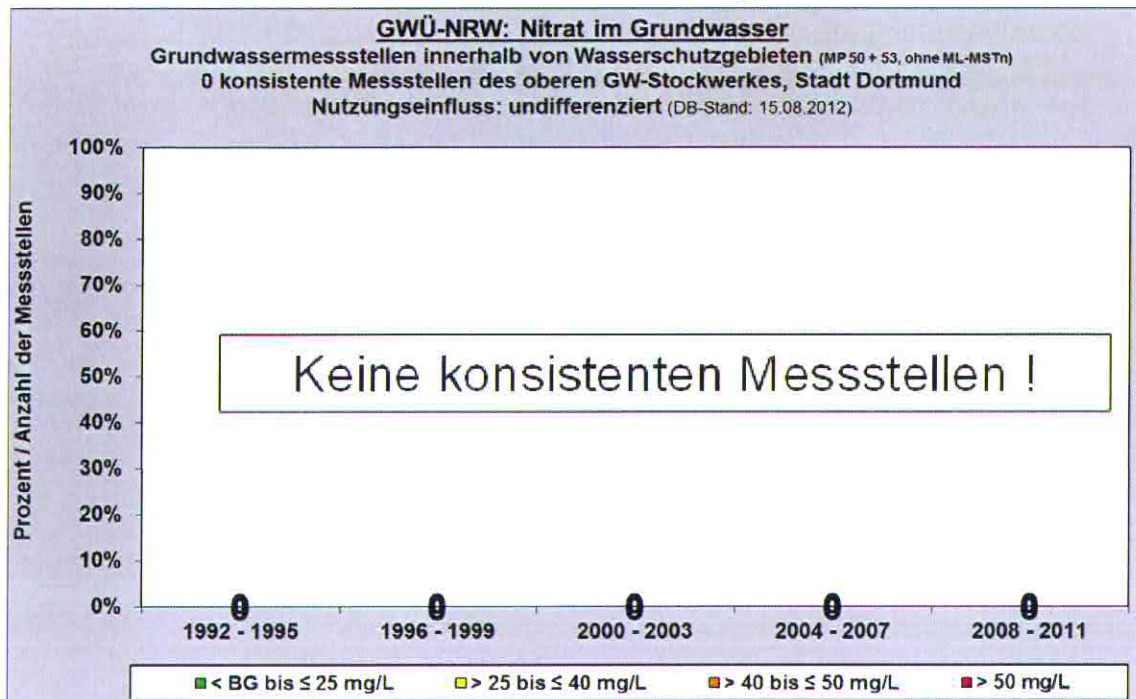 GWÜ-NRW: Nitrat im Grundwasser
Grundwassermessstellen innerhalb von Wasserschutzgebieten (MP 50 + 53, ohne ML-MSTn)
0 konsistente Messstellen des oberen GW-Stockwerkes, Stadt Dortmund
Nutzungseinfluss: undifferenziert (DB-Stand: 15.08.2012)
Prozent / Anzahl der Messstellen
100%
90%
80%
70%
60%
50%
40%
30%
20%
10%
0%
Keine konsistenten Messstellen !
0 0 0 0 0
1992 - 1995 1996 - 1999 2000 - 2003 2004 - 2007 2008 - 2011
< BG bis ≤ 25 mg/L > 25 bis ≤ 40 mg/L > 40 bis ≤ 50 mg/L > 50 mg/L